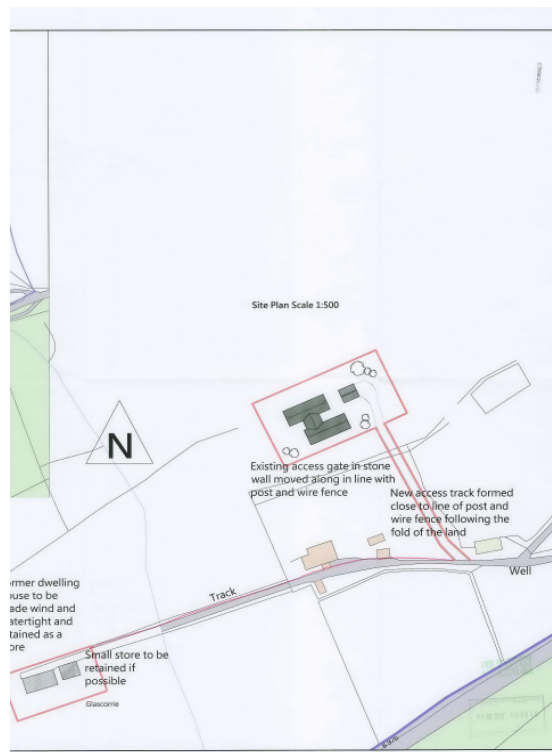 Site Plan Scale 1:500
N
Existing access gate in stone
wall moved along in line with
post and wire fence
New access track formed
close to line of post and
wire fence following the
fold of the land
Well
Track
ormer dwelling
ouse to be
ade wind and
atertight and
tained as a
ore
Small store to be
retained if
possible
Glascorrie